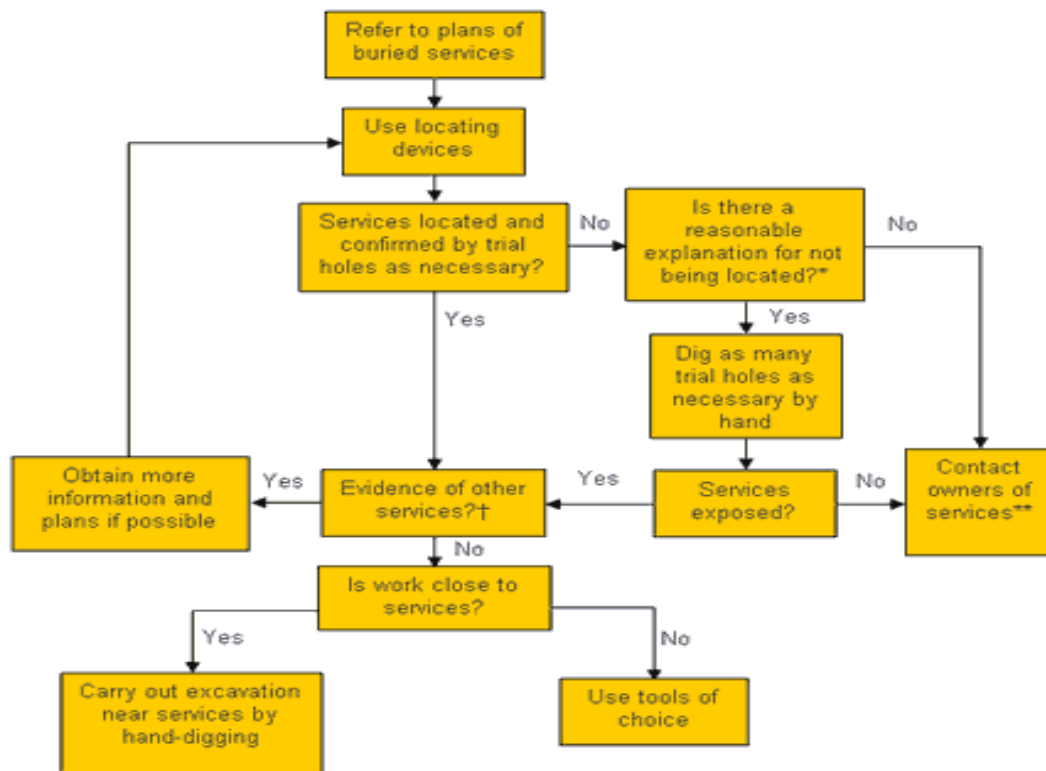 Refer to plans of
buried services
Use locating
devices
Services located and
confirmed by trial
holes as necessary?
No
Is there a
reasonable
explanation for not
being located?*
No
Yes
Yes
Dig as many
trial holes as
necessary by
hand
Obtain more
information and
plans if possible
Yes
Evidence of other
services?†
Yes
Services
exposed?
No
Contact
owners of
services**
No
Is work close to
services?
Yes
No
Carry out excavation
near services by
hand-digging
Use tools of
choice